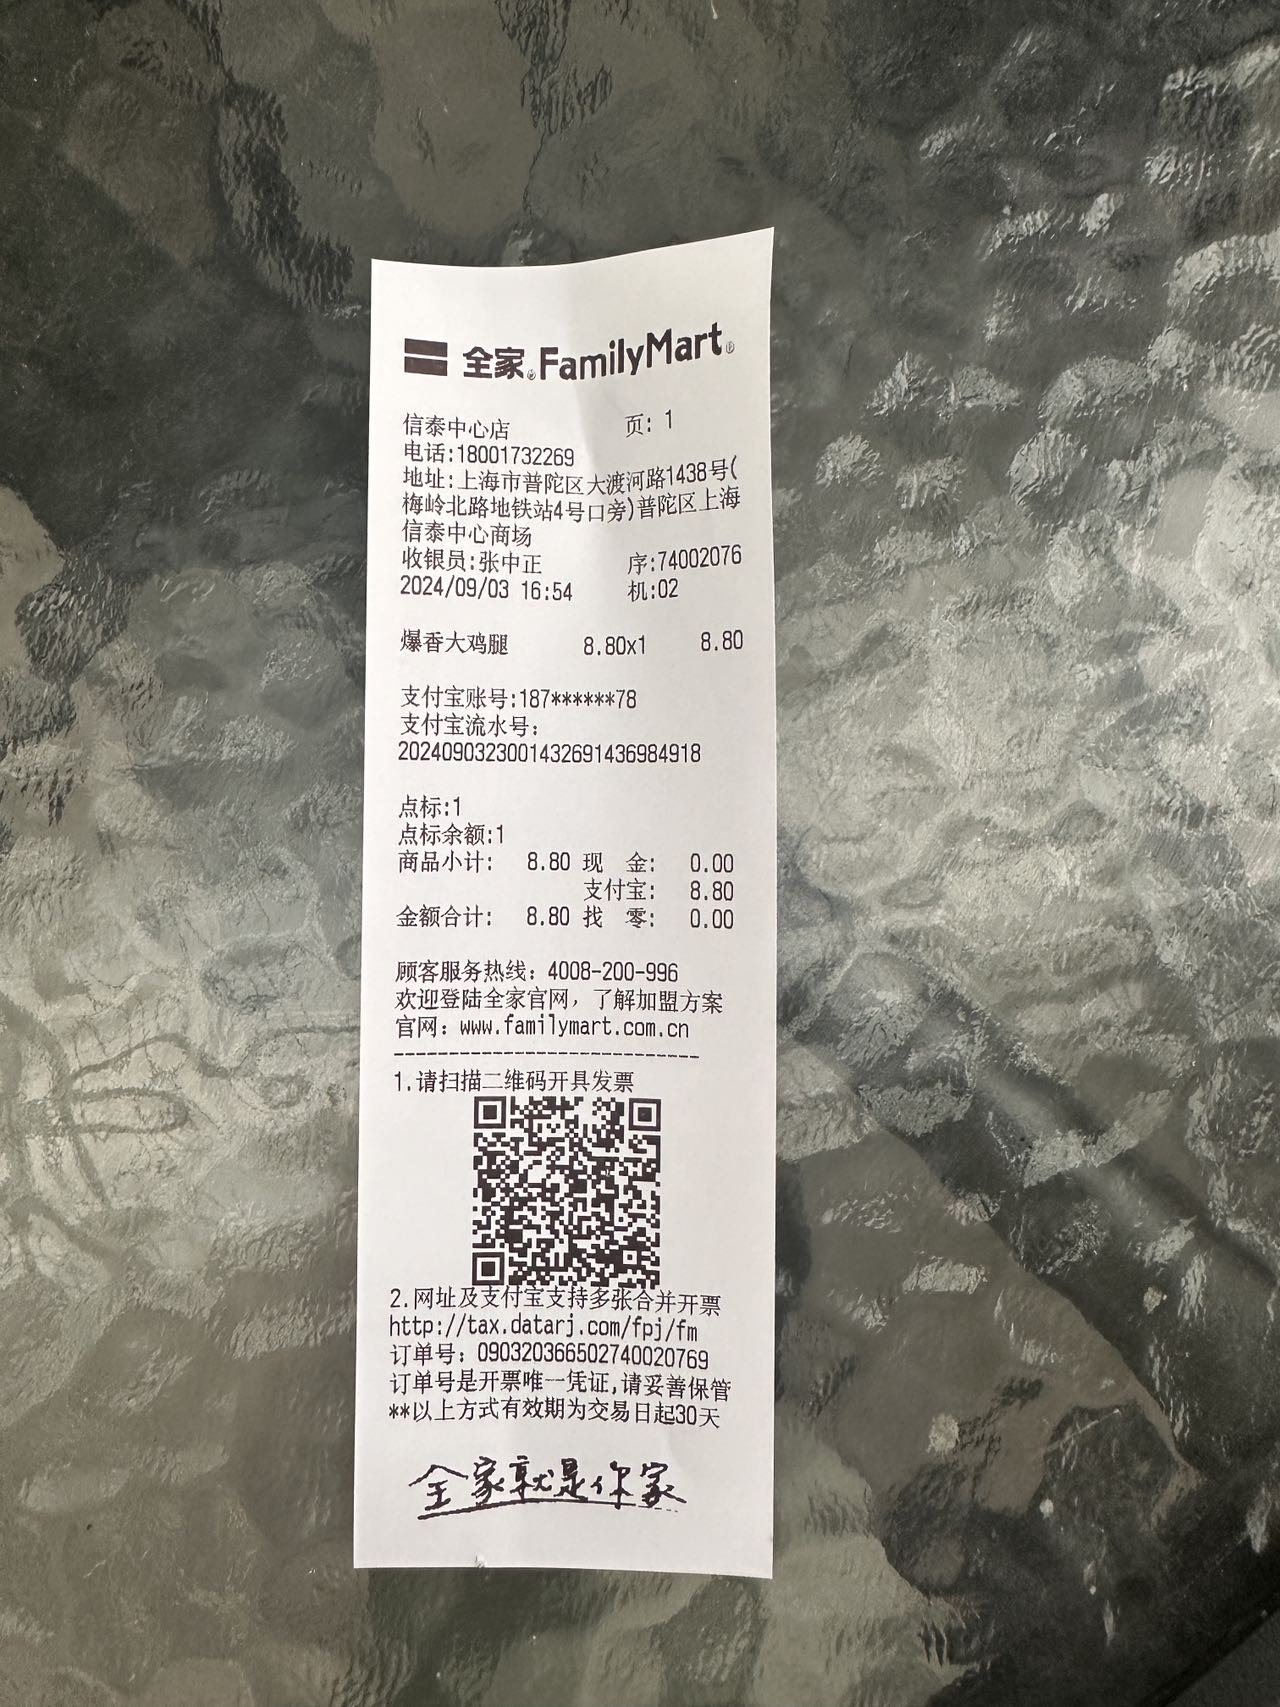 全家 FamilyMart
信泰中心店 页: 1
电话:18001732269
地址:上海市普陀区大渡河路1438号(
梅岭北路地铁站4号口旁)普陀区上海
信泰中心商场
收银员:张中正 序:74002076
2024/09/03 16:54 机:02
爆香大鸡腿 8.80x1 8.80
支付宝账号:187******78
支付宝流水号:
2024090323001432691436984918
点标:1
点标余额:1
商品小计: 8.80 现 金: 0.00
支付宝: 8.80
金额合计: 8.80 找 零: 0.00
顾客服务热线: 4008-200-996
欢迎登陆全家官网, 了解加盟方案
官网: www.familymart.com.cn
----------------------------
1.请扫描二维码开具发票
2.网址及支付宝支持多张合并开票
http://tax.datarj.com/fpj/fm
订单号: 090320366502740020769
订单号是开票唯一凭证,请妥善保管
**以上方式有效期为交易日起30天
全家就是你家